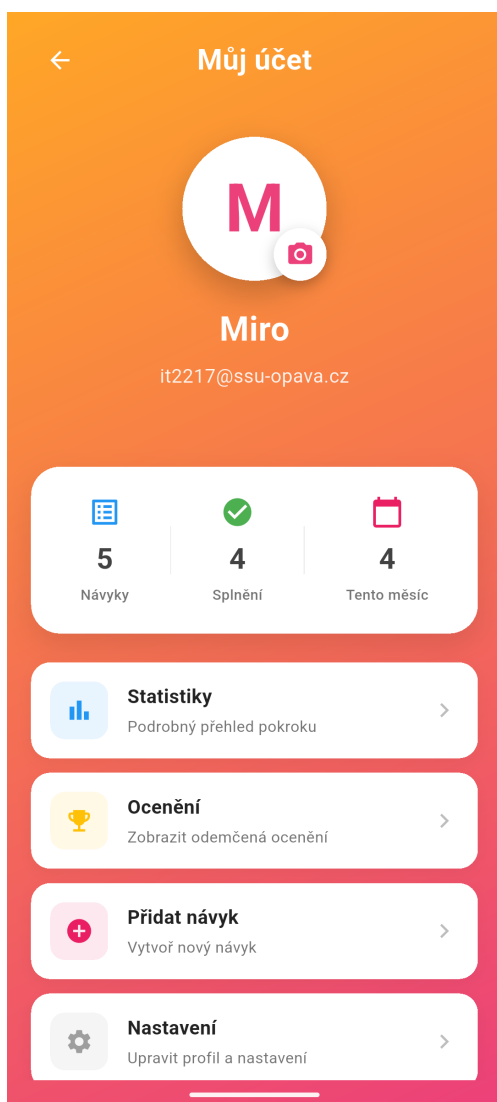 Můj účet
M
Miro
it2217@ssu-opava.cz
5 4 4
Návyky Splnění Tento měsíc
Statistiky
Podrobný přehled pokroku
Ocenění
Zobrazit odemčená ocenění
Přidat návyk
Vytvoř nový návyk
Nastavení
Upravit profil a nastavení